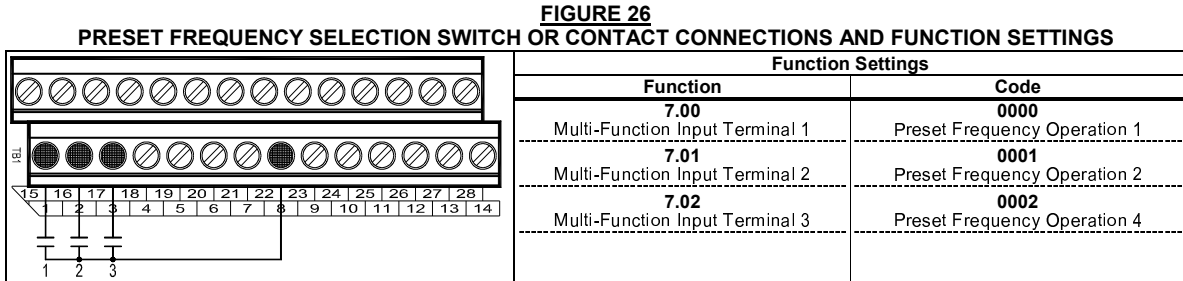 FIGURE 26
PRESET FREQUENCY SELECTION SWITCH OR CONTACT CONNECTIONS AND FUNCTION SETTINGS
TB1
15 16 17 18 19 20 21 22 23 24 25 26 27 28
1 2 3 4 5 6 7 8 9 10 11 12 13 14
1 2 3
Function Settings
Function Code
7.00 0000
Multi-Function Input Terminal 1 Preset Frequency Operation 1
7.01 0001
Multi-Function Input Terminal 2 Preset Frequency Operation 2
7.02 0002
Multi-Function Input Terminal 3 Preset Frequency Operation 4